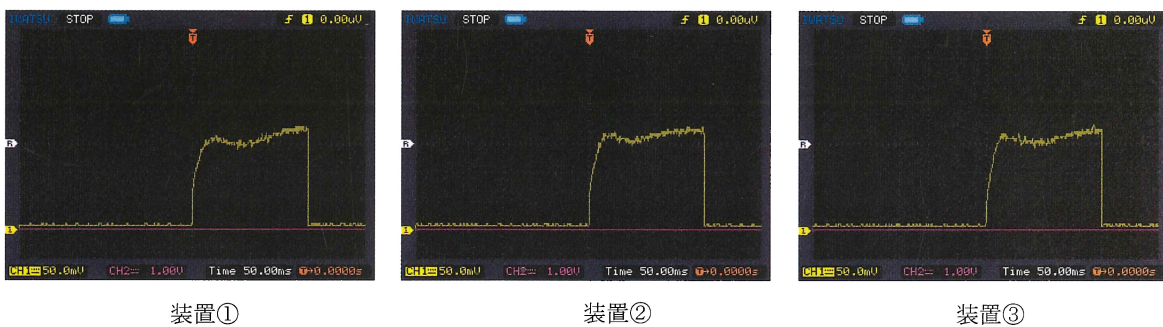 IWATSU STOP 1 0.00uV
T
R
1
CH1 50.0mV CH2 1.00V Time 50.00ms T→0.0000s
装置①
IWATSU STOP 1 0.00uV
T
R
1
CH1 50.0mV CH2 1.00V Time 50.00ms T→0.0000s
装置②
IWATSU STOP 1 0.00uV
T
R
1
CH1 50.0mV CH2 1.00V Time 50.00ms T→0.0000s
装置③